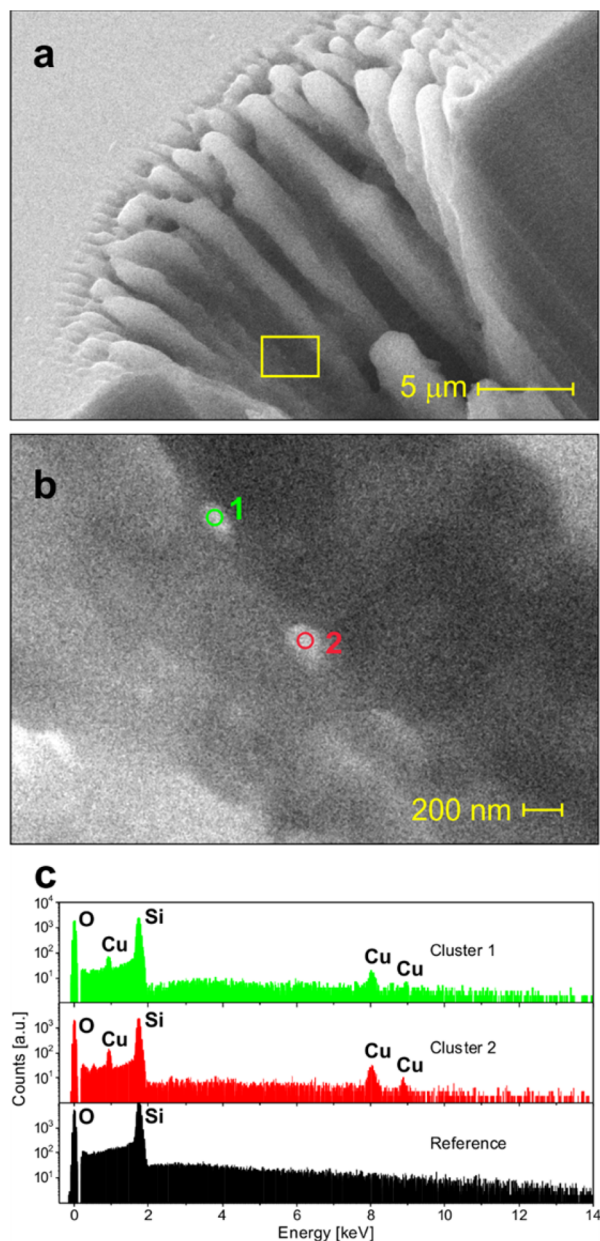 a
5 μm
b
1
2
200 nm
c
Counts [a.u.]
10⁴
10³
10²
10¹
O
Cu
Si
Cu
Cu
Cluster 1
10³
10²
10¹
O
Cu
Si
Cu
Cu
Cluster 2
10³
10²
10¹
O
Si
Reference
0 2 4 6 8 10 12 14
Energy [keV]